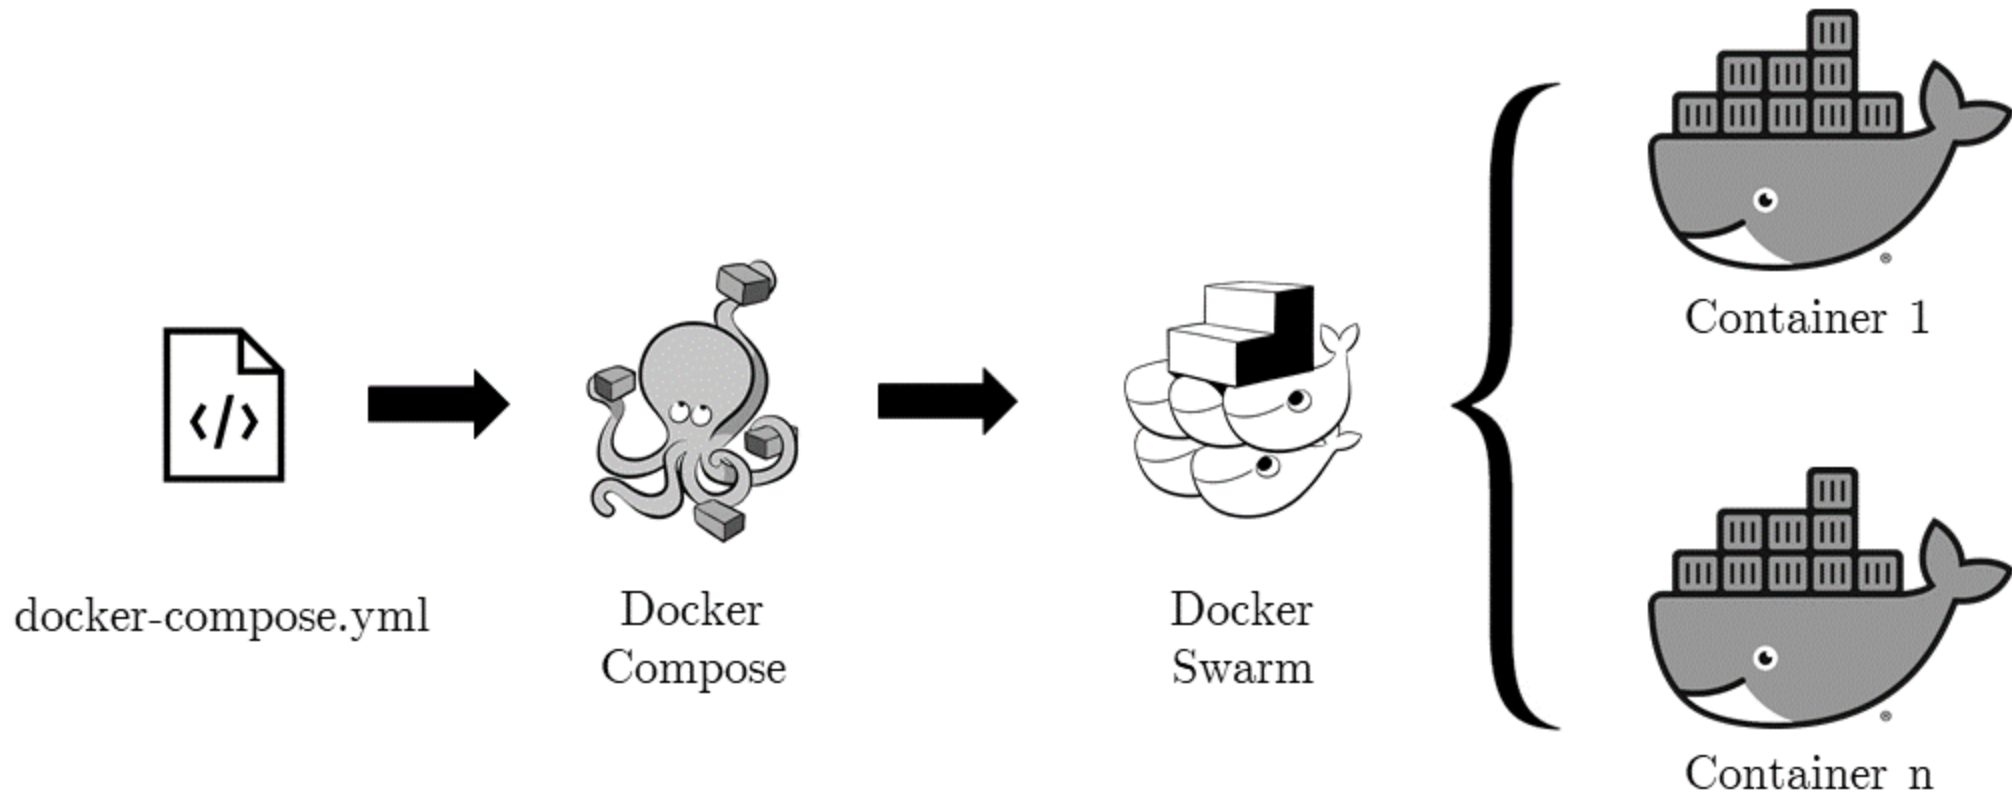 docker-compose.yml
Docker
Compose
Docker
Swarm
Container 1
Container n